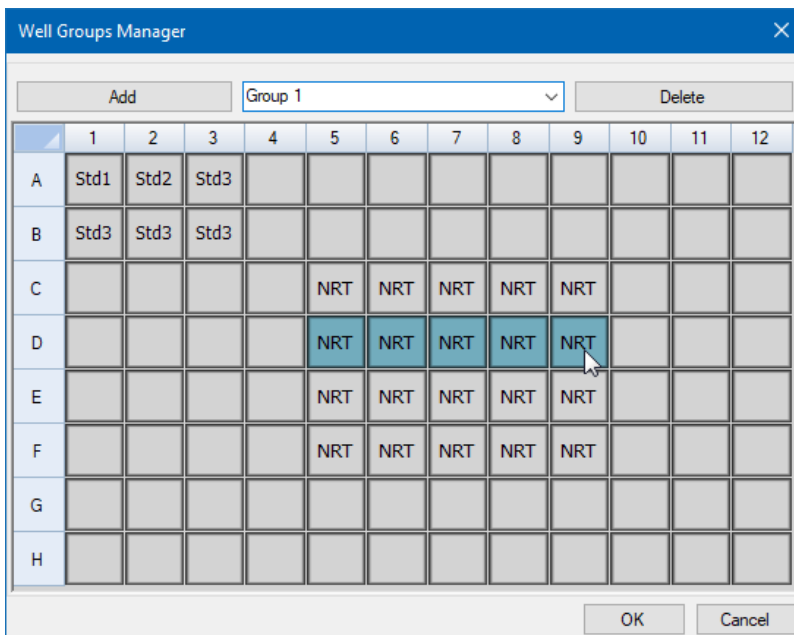 Well Groups Manager
Add Group 1 Delete
1 2 3 4 5 6 7 8 9 10 11 12
A Std1 Std2 Std3
B Std3 Std3 Std3
C NRT NRT NRT NRT NRT
D NRT NRT NRT NRT NRT
E NRT NRT NRT NRT NRT
F NRT NRT NRT NRT NRT
G
H
OK Cancel